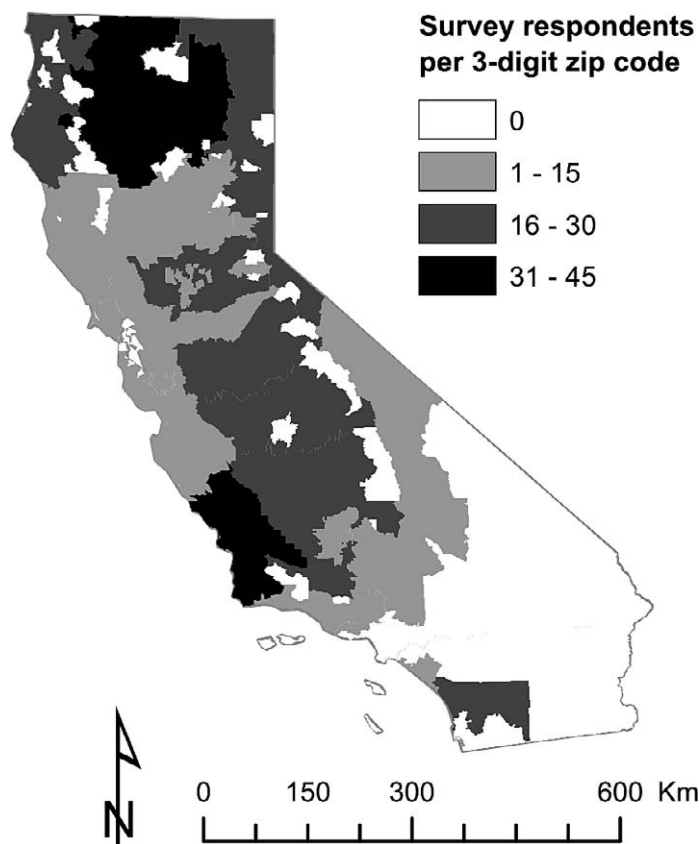 Survey respondents
per 3-digit zip code
0
1 - 15
16 - 30
31 - 45
N
0 150 300 600 Km